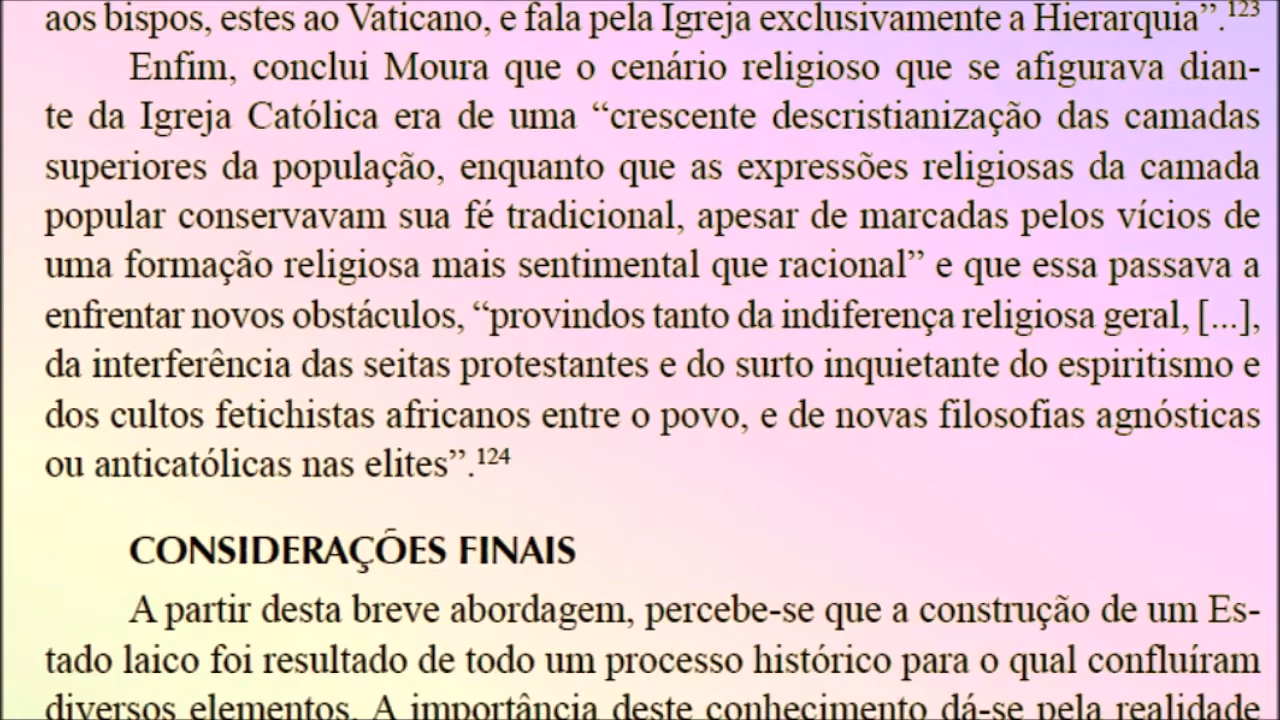 aos bispos, estes ao Vaticano, e fala pela Igreja exclusivamente a Hierarquia”.123
Enfim, conclui Moura que o cenário religioso que se afigurava dian-
te da Igreja Católica era de uma “crescente descristianização das camadas
superiores da população, enquanto que as expressões religiosas da camada
popular conservavam sua fé tradicional, apesar de marcadas pelos vícios de
uma formação religiosa mais sentimental que racional” e que essa passava a
enfrentar novos obstáculos, “provindos tanto da indiferença religiosa geral, [...],
da interferência das seitas protestantes e do surto inquietante do espiritismo e
dos cultos fetichistas africanos entre o povo, e de novas filosofias agnósticas
ou anticatólicas nas elites”.124
CONSIDERAÇÕES FINAIS
A partir desta breve abordagem, percebe-se que a construção de um Es-
tado laico foi resultado de todo um processo histórico para o qual confluíram
diversos elementos. A importância deste conhecimento dá-se pela realidade